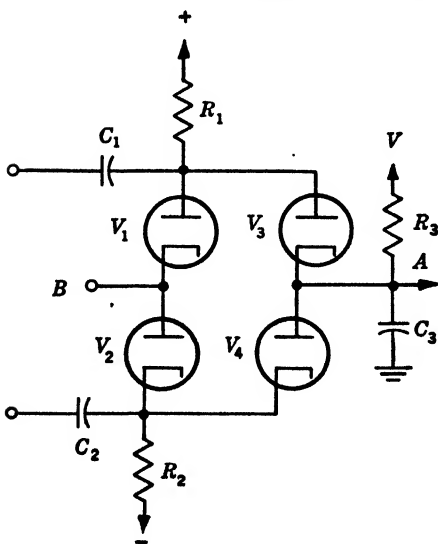 +
R₁
C₁
V
V₁
V₃
R₃
A
B
C₃
V₂
V₄
C₂
R₂
−